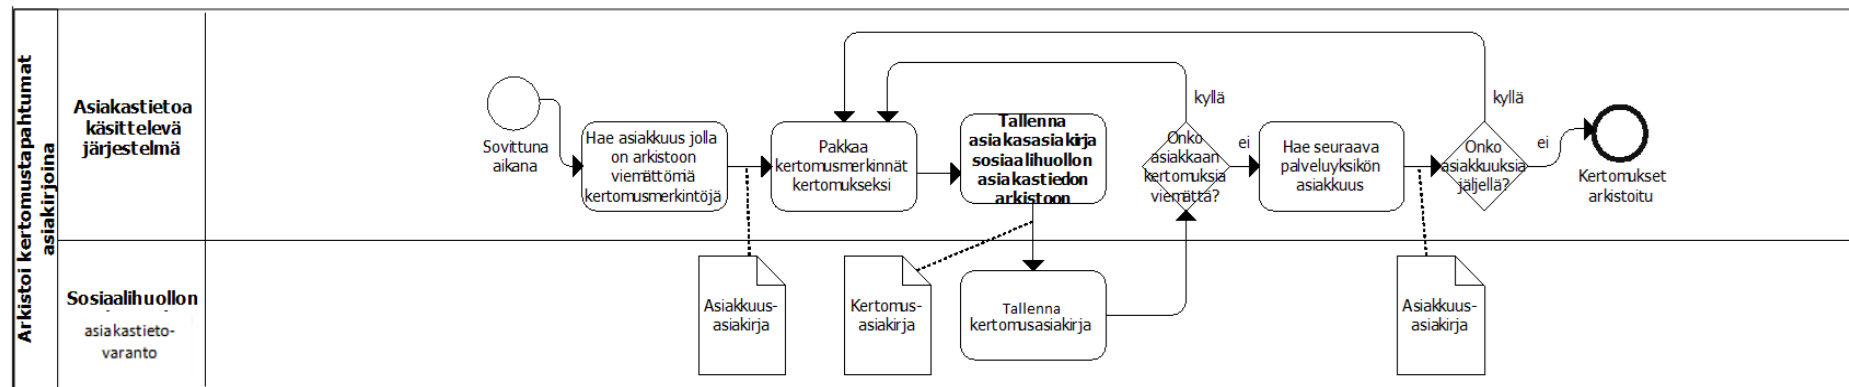 Arkistoi kertomustapahtumat
asiakirjoina
Asiakastietoa
käsittelevä
järjestelmä
Sovittuna
aikana
Hae asiakkuus jolla
on arkistoon
viemättömiä
kertomusmerkintöjä
Pakkaa
kertomusmerkinnät
kertomukseksi
Tallenna
asiakasasiakirja
sosiaalihuollon
asiakastiedon
arkistoon
kyllä
Onko
asiakkaan
kertomuksia
viemättä?
ei
Hae seuraava
palveluyksikön
asiakkuus
kyllä
Onko
asiakkuuksia
jäljellä?
ei
Kertomukset
arkistoitu
Sosiaalihuollon
asiakastieto-
varanto
Asiakkuus-
asiakirja
Kertomus-
asiakirja
Tallenna
kertomusasiakirja
Asiakkuus-
asiakirja